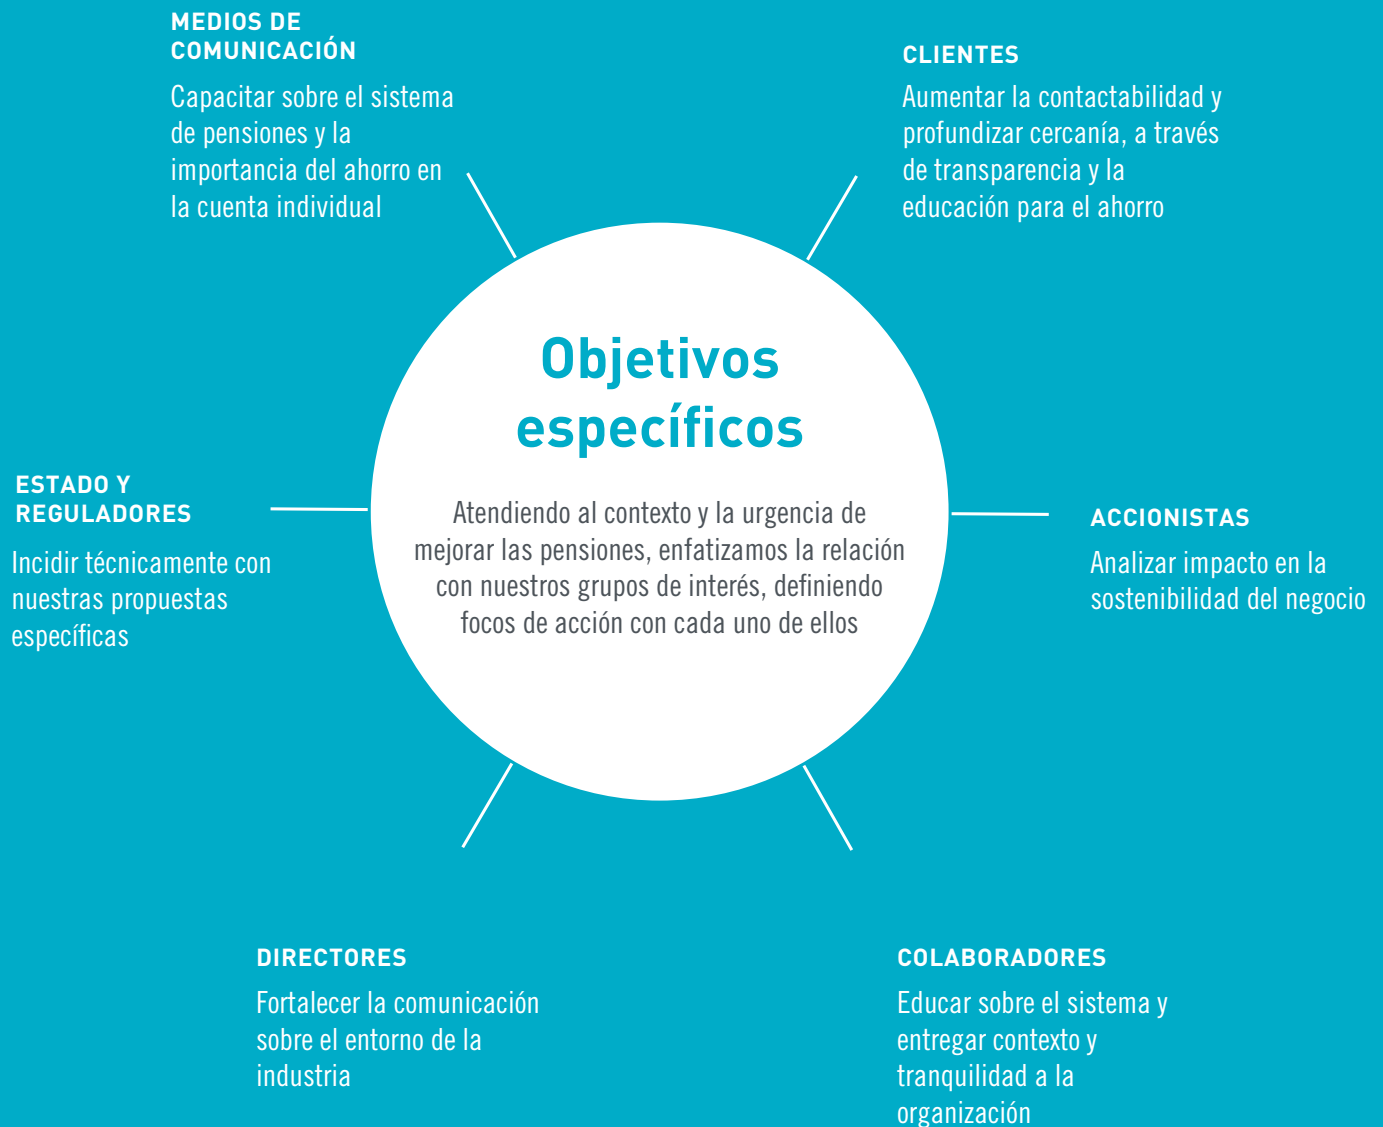 MEDIOS DE
COMUNICACIÓN
Capacitar sobre el sistema
de pensiones y la
importancia del ahorro en
la cuenta individual
CLIENTES
Aumentar la contactabilidad y
profundizar cercanía, a través
de transparencia y la
educación para el ahorro
Objetivos
específicos
Atendiendo al contexto y la urgencia de
mejorar las pensiones, enfatizamos la relación
con nuestros grupos de interés, definiendo
focos de acción con cada uno de ellos
ESTADO Y
REGULADORES
Incidir técnicamente con
nuestras propuestas
específicas
ACCIONISTAS
Analizar impacto en la
sostenibilidad del negocio
DIRECTORES
Fortalecer la comunicación
sobre el entorno de la
industria
COLABORADORES
Educar sobre el sistema y
entregar contexto y
tranquilidad a la
organización